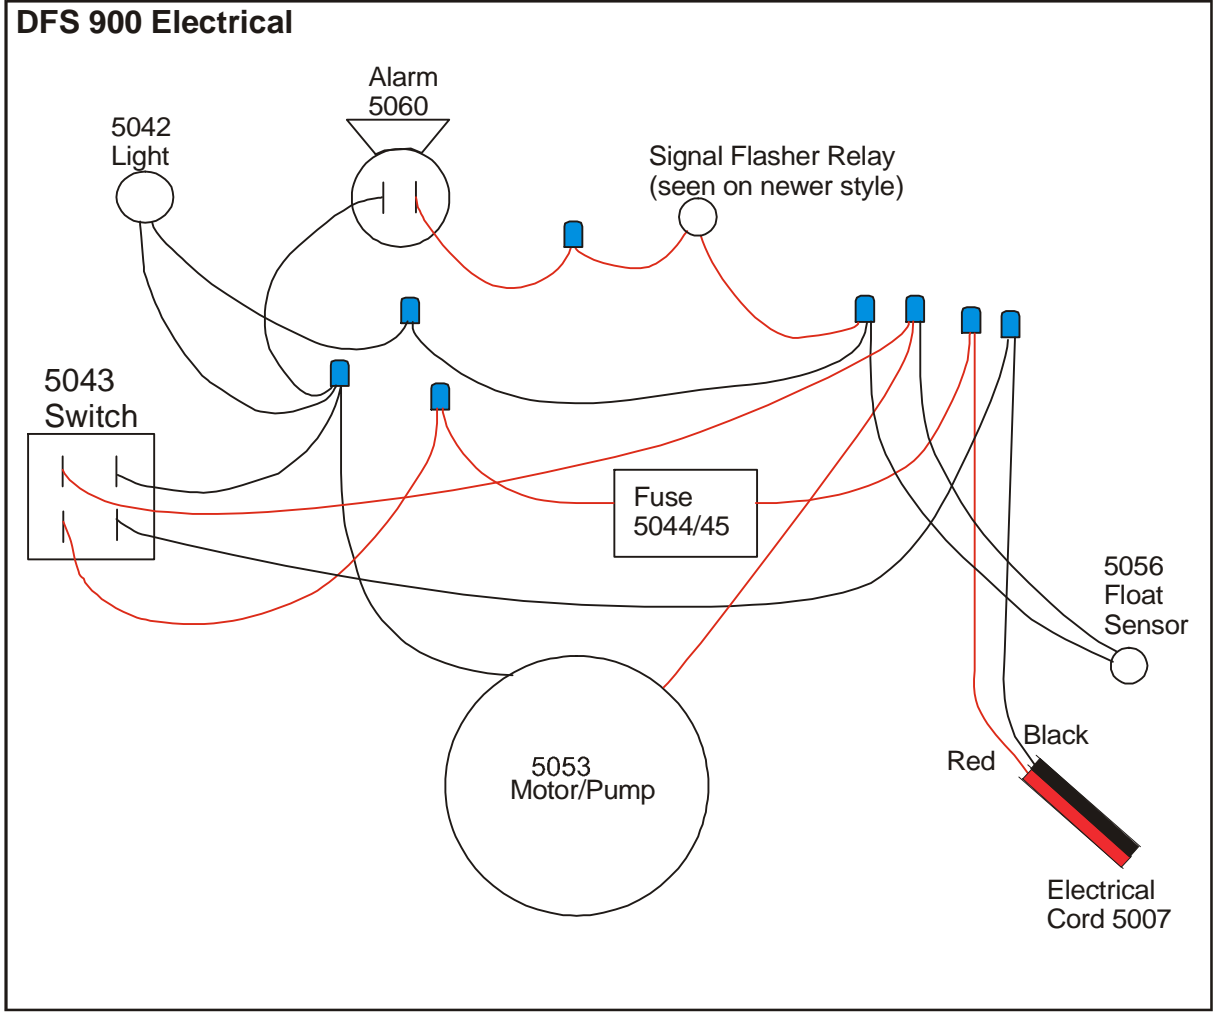 DFS 900 Electrical
Alarm
5060
5042
Light
Signal Flasher Relay
(seen on newer style)
5043
Switch
Fuse
5044/45
5056
Float
Sensor
5053
Motor/Pump
Black
Red
Electrical
Cord 5007